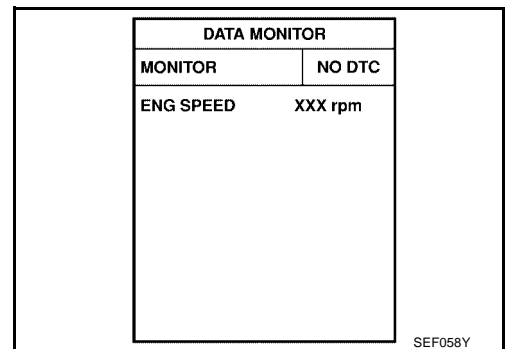 DATA MONITOR
MONITOR NO DTC
ENG SPEED XXX rpm
SEF058Y